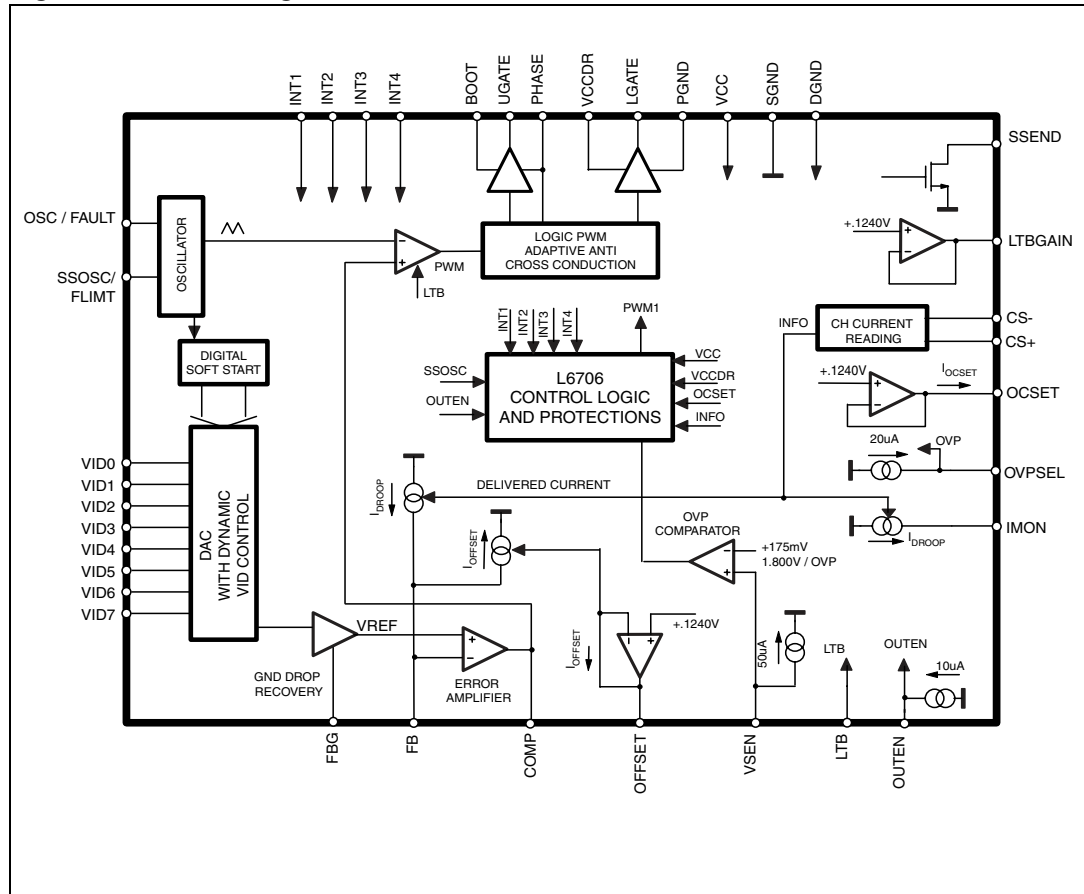 INT1
INT2
INT3
INT4
BOOT
UGATE
PHASE
VCCDR
LGATE
PGND
VCC
SGND
DGND
SSEND
OSC / FAULT
OSCILLATOR
LOGIC PWM
ADAPTIVE ANTI
CROSS CONDUCTION
PWM
LTB
+.1240V
LTBGAIN
SSOSC/
FLIMT
DIGITAL
SOFT START
INT1
INT2
INT3
INT4
PWM1
INFO
CH CURRENT
READING
CS-
CS+
SSOSC
OUTEN
L6706
CONTROL LOGIC
AND PROTECTIONS
VCC
VCCDR
OCSET
INFO
+.1240V
IOCSET
OCSET
20uA
OVP
OVPSEL
VID0
VID1
VID2
VID3
VID4
VID5
VID6
VID7
DAC
WITH DYNAMIC
VID CONTROL
IDROOP
DELIVERED CURRENT
IOFFSET
OVP
COMPARATOR
+175mV
1.800V / OVP
IDROOP
IMON
VREF
GND DROP
RECOVERY
ERROR
AMPLIFIER
IOFFSET
+.1240V
50uA
LTB
OUTEN
10uA
FBG
FB
COMP
OFFSET
VSEN
LTB
OUTEN